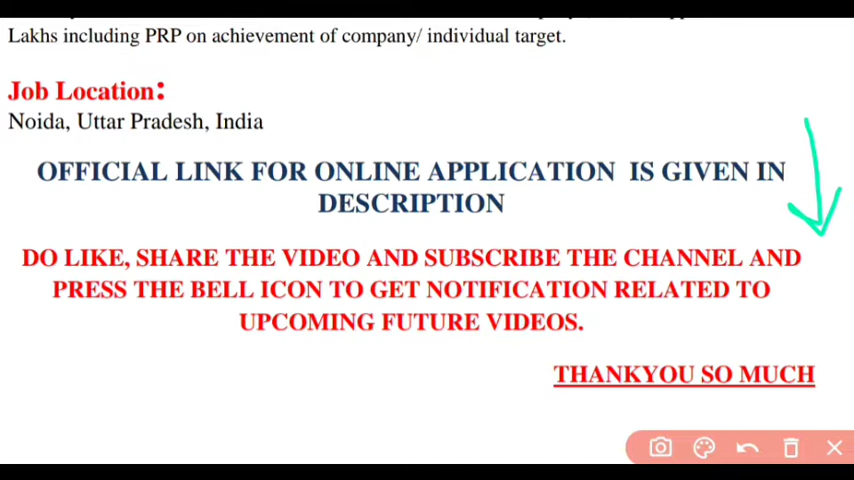 Lakhs including PRP on achievement of company/ individual target.
Job Location:
Noida, Uttar Pradesh, India
OFFICIAL LINK FOR ONLINE APPLICATION IS GIVEN IN
DESCRIPTION
DO LIKE, SHARE THE VIDEO AND SUBSCRIBE THE CHANNEL AND
PRESS THE BELL ICON TO GET NOTIFICATION RELATED TO
UPCOMING FUTURE VIDEOS.
THANKYOU SO MUCH